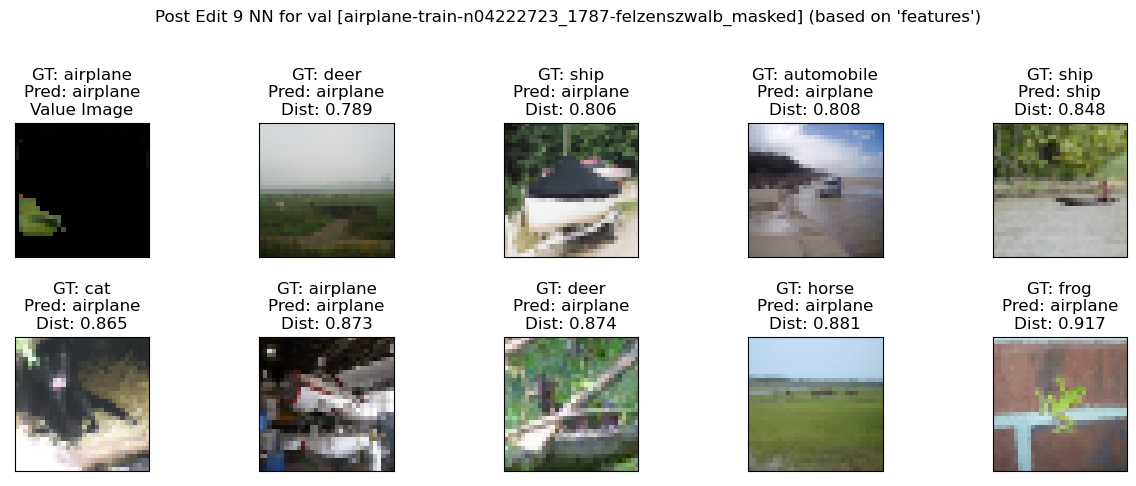 Post Edit 9 NN for val [airplane-train-n04222723_1787-felzenszwalb_masked] (based on 'features')
GT: airplane
Pred: airplane
Value Image
GT: deer
Pred: airplane
Dist: 0.789
GT: ship
Pred: airplane
Dist: 0.806
GT: automobile
Pred: airplane
Dist: 0.808
GT: ship
Pred: ship
Dist: 0.848
GT: cat
Pred: airplane
Dist: 0.865
GT: airplane
Pred: airplane
Dist: 0.873
GT: deer
Pred: airplane
Dist: 0.874
GT: horse
Pred: airplane
Dist: 0.881
GT: frog
Pred: airplane
Dist: 0.917